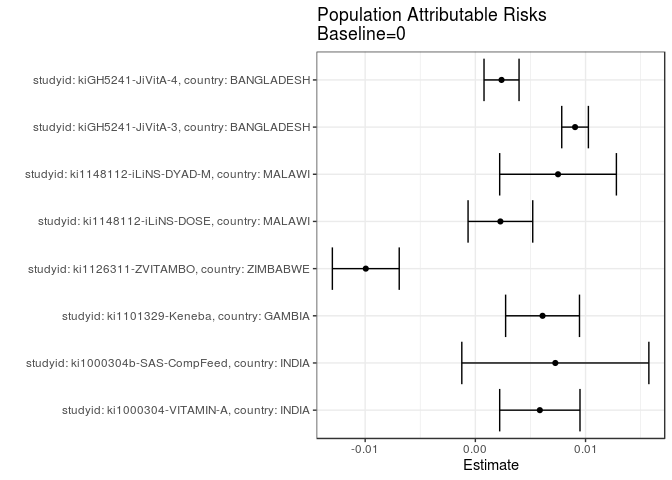 Population Attributable Risks
Baseline=0
studyid: kiGH5241-JiVitA-4, country: BANGLADESH
studyid: kiGH5241-JiVitA-3, country: BANGLADESH
studyid: ki1148112-iLiNS-DYAD-M, country: MALAWI
studyid: ki1148112-iLiNS-DOSE, country: MALAWI
studyid: ki1126311-ZVITAMBO, country: ZIMBABWE
studyid: ki1101329-Keneba, country: GAMBIA
studyid: ki1000304b-SAS-CompFeed, country: INDIA
studyid: ki1000304-VITAMIN-A, country: INDIA
-0.01 0.00 0.01
Estimate